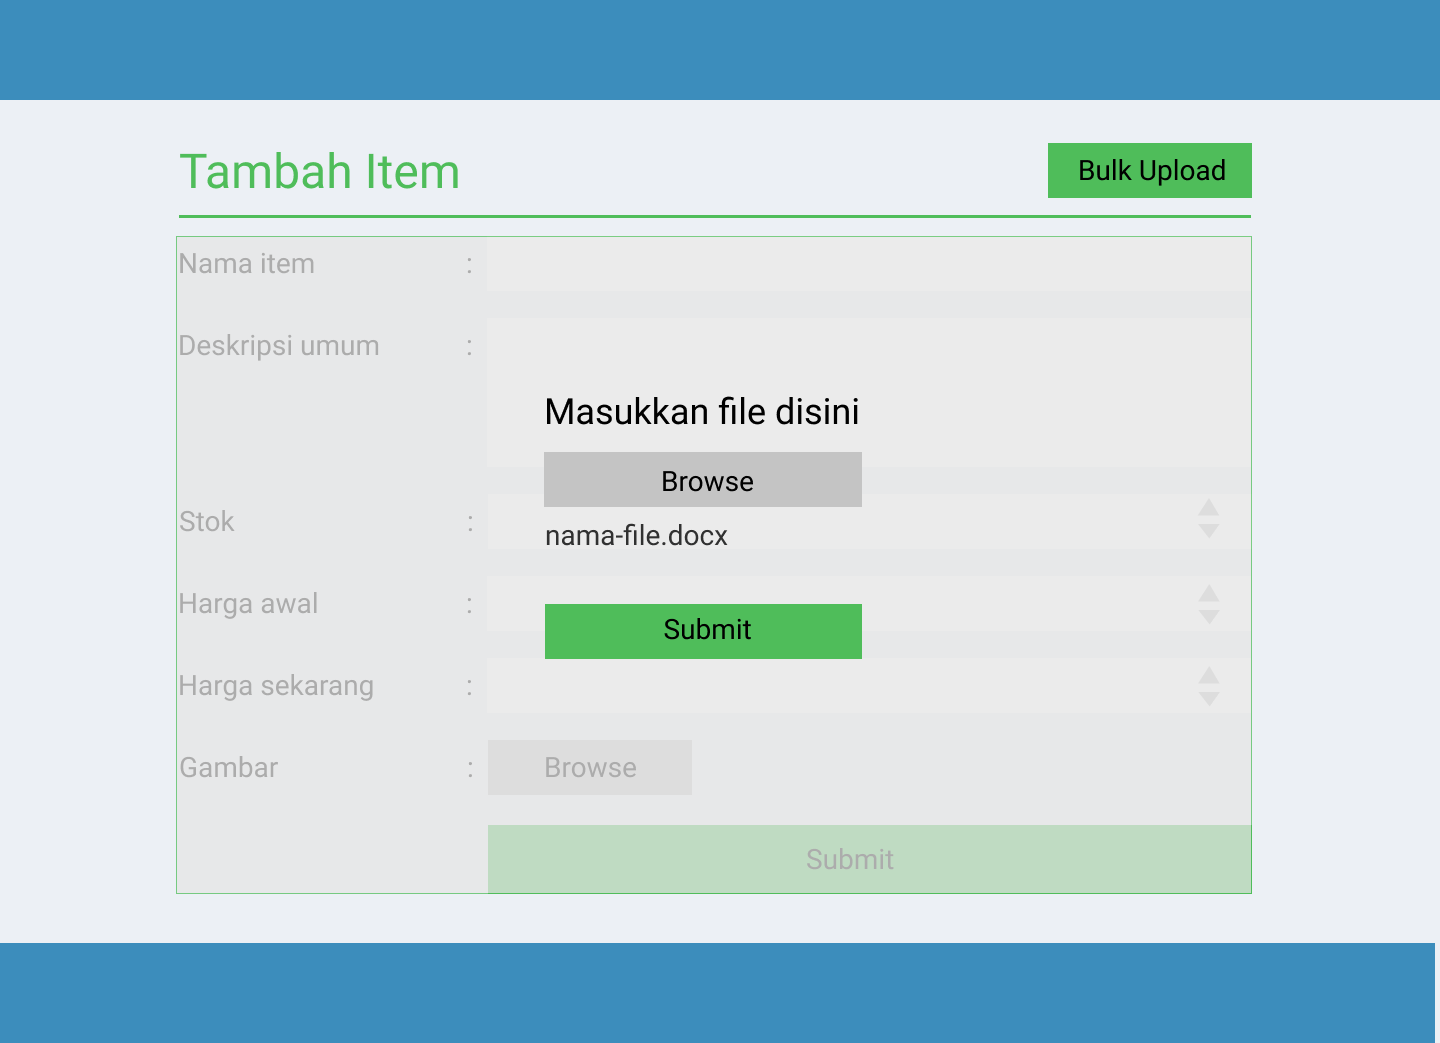 Tambah Item
Bulk Upload
Nama item :
Deskripsi umum :
Masukkan file disini
Browse
nama-file.docx
Stok :
Harga awal :
Submit
Harga sekarang :
Gambar : Browse
Submit